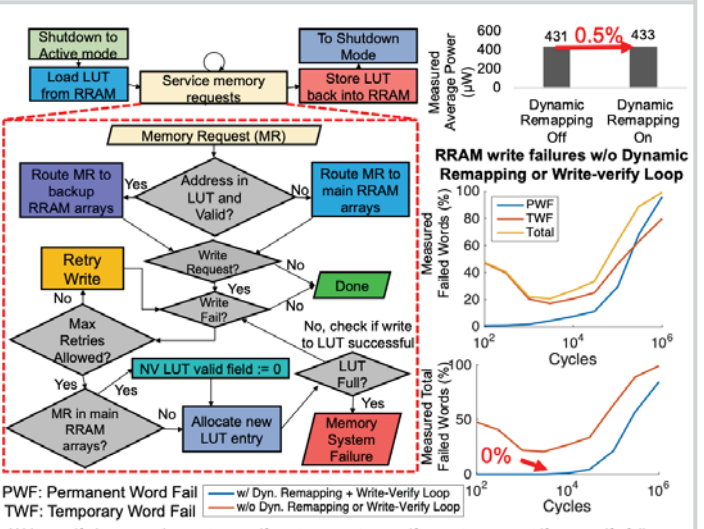 Shutdown to
Active mode
Load LUT
from RRAM
Service memory
requests
To Shutdown
Mode
Store LUT
back into RRAM
Memory Request (MR)
Route MR to
backup
RRAM arrays
Yes
Address in
LUT and
Valid?
No
Route MR to
main RRAM
arrays
Write
Request?
No
Yes
Done
Retry
Write
Write
Fail?
No
No
Max
Retries
Allowed?
No, check if write
to LUT successful
Yes
Yes
NV LUT valid field := 0
LUT
Full?
MR in main
RRAM
arrays?
No
Allocate new
LUT entry
Yes
Memory
System
Failure
PWF: Permanent Word Fail
TWF: Temporary Word Fail
Measured
Average Power
(μW)
600
400
200
0
431
0.5%
433
Dynamic
Remapping
Off
Dynamic
Remapping
On
RRAM write failures w/o Dynamic
Remapping or Write-verify Loop
Measured
Failed Words (%)
100
80
60
40
20
0
PWF
TWF
Total
10²
10⁴
10⁶
Cycles
Measured Total
Failed Words (%)
100
50
0
0%
10²
10⁴
10⁶
Cycles
w/ Dyn. Remapping + Write-Verify Loop
w/o Dyn. Remapping or Write-Verify Loop